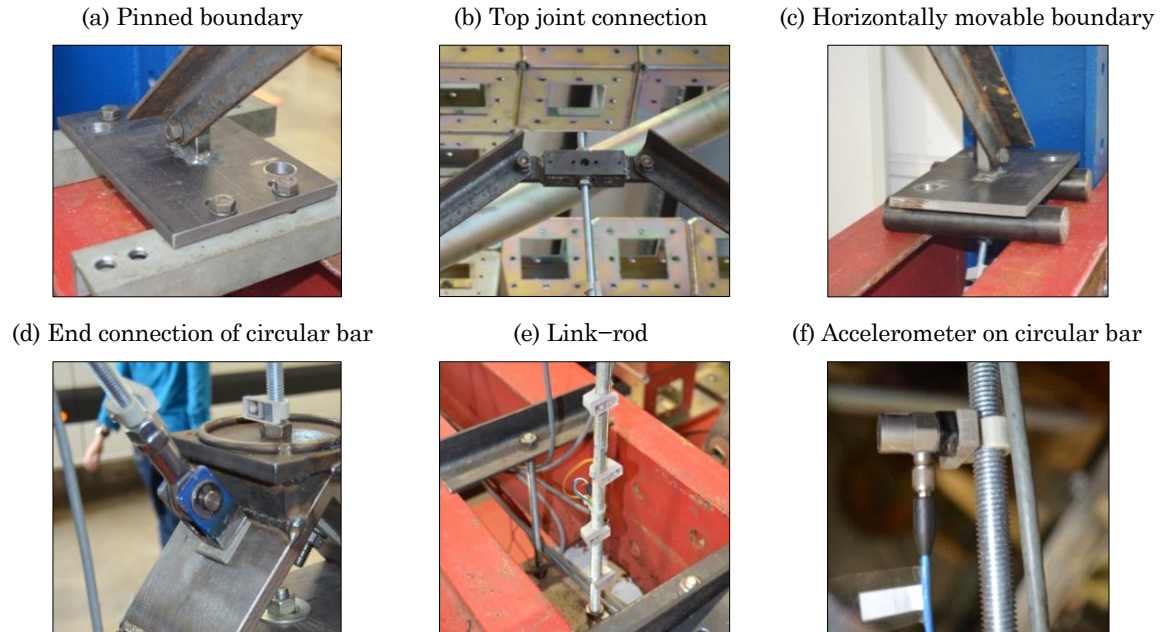 (a) Pinned boundary
(b) Top joint connection
(c) Horizontally movable boundary
(d) End connection of circular bar
(e) Link−rod
(f) Accelerometer on circular bar